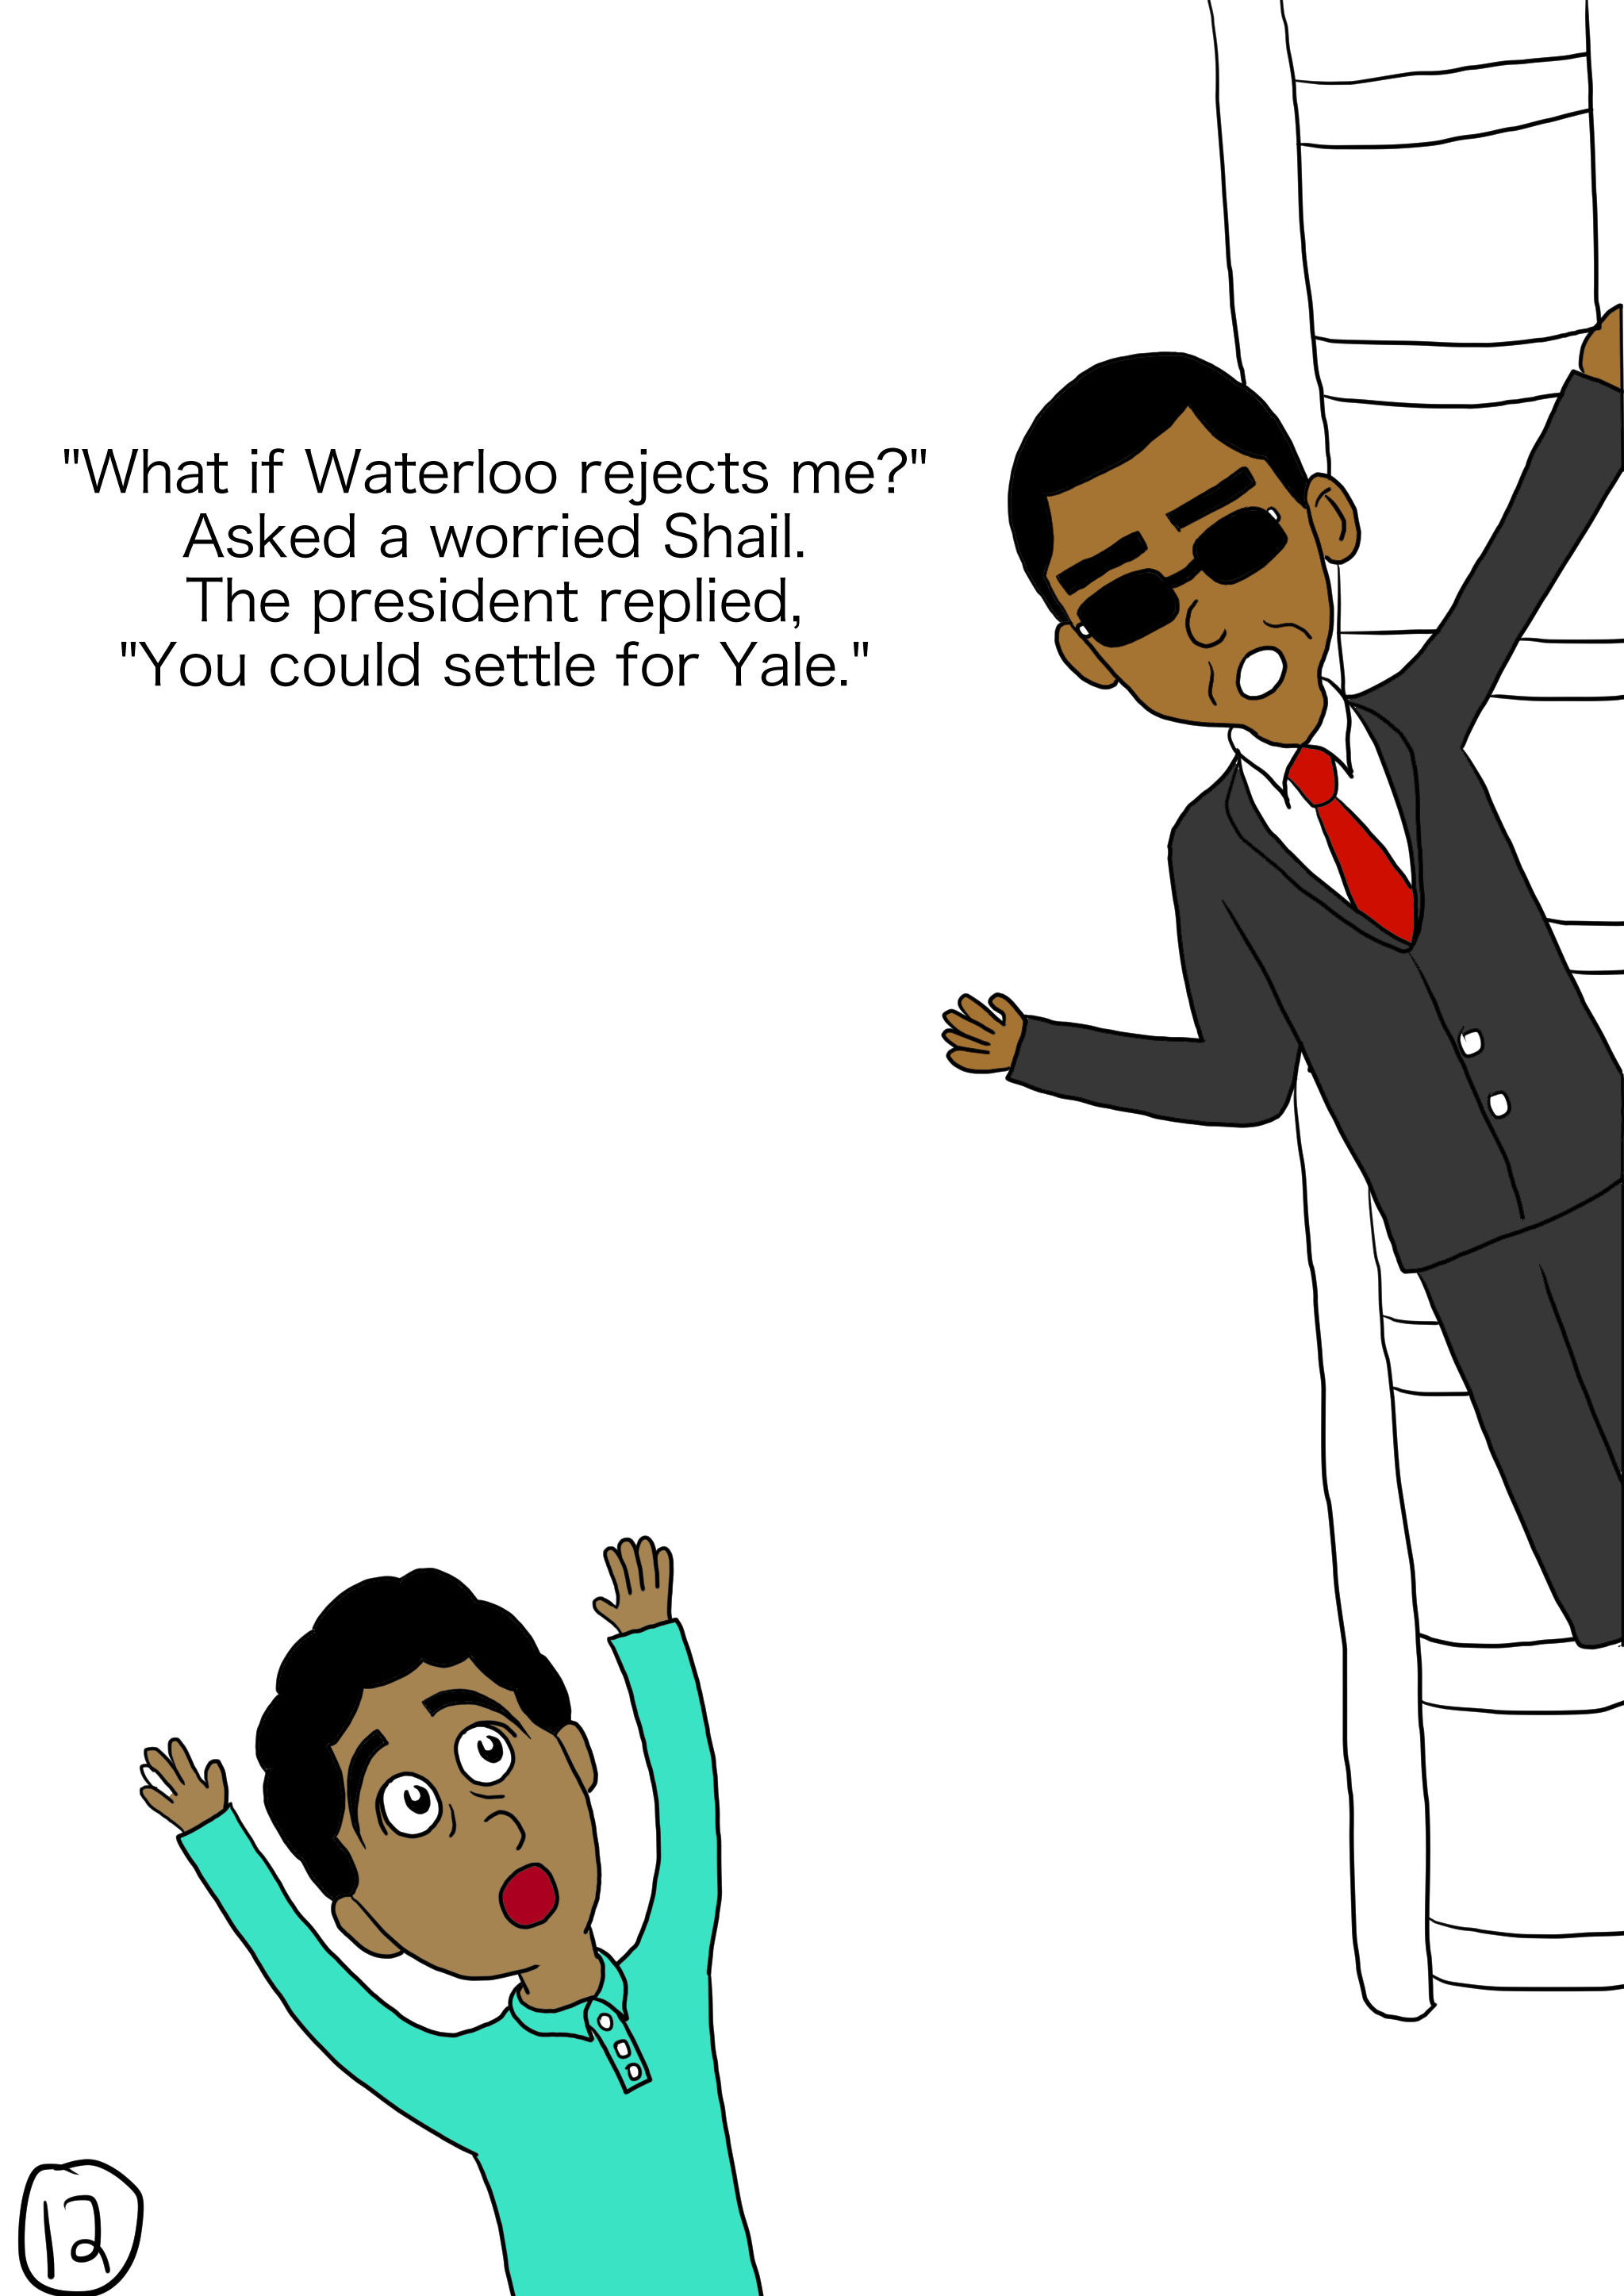 "What if Waterloo rejects me?"
Asked a worried Shail.
The president replied,
"You could settle for Yale."
12